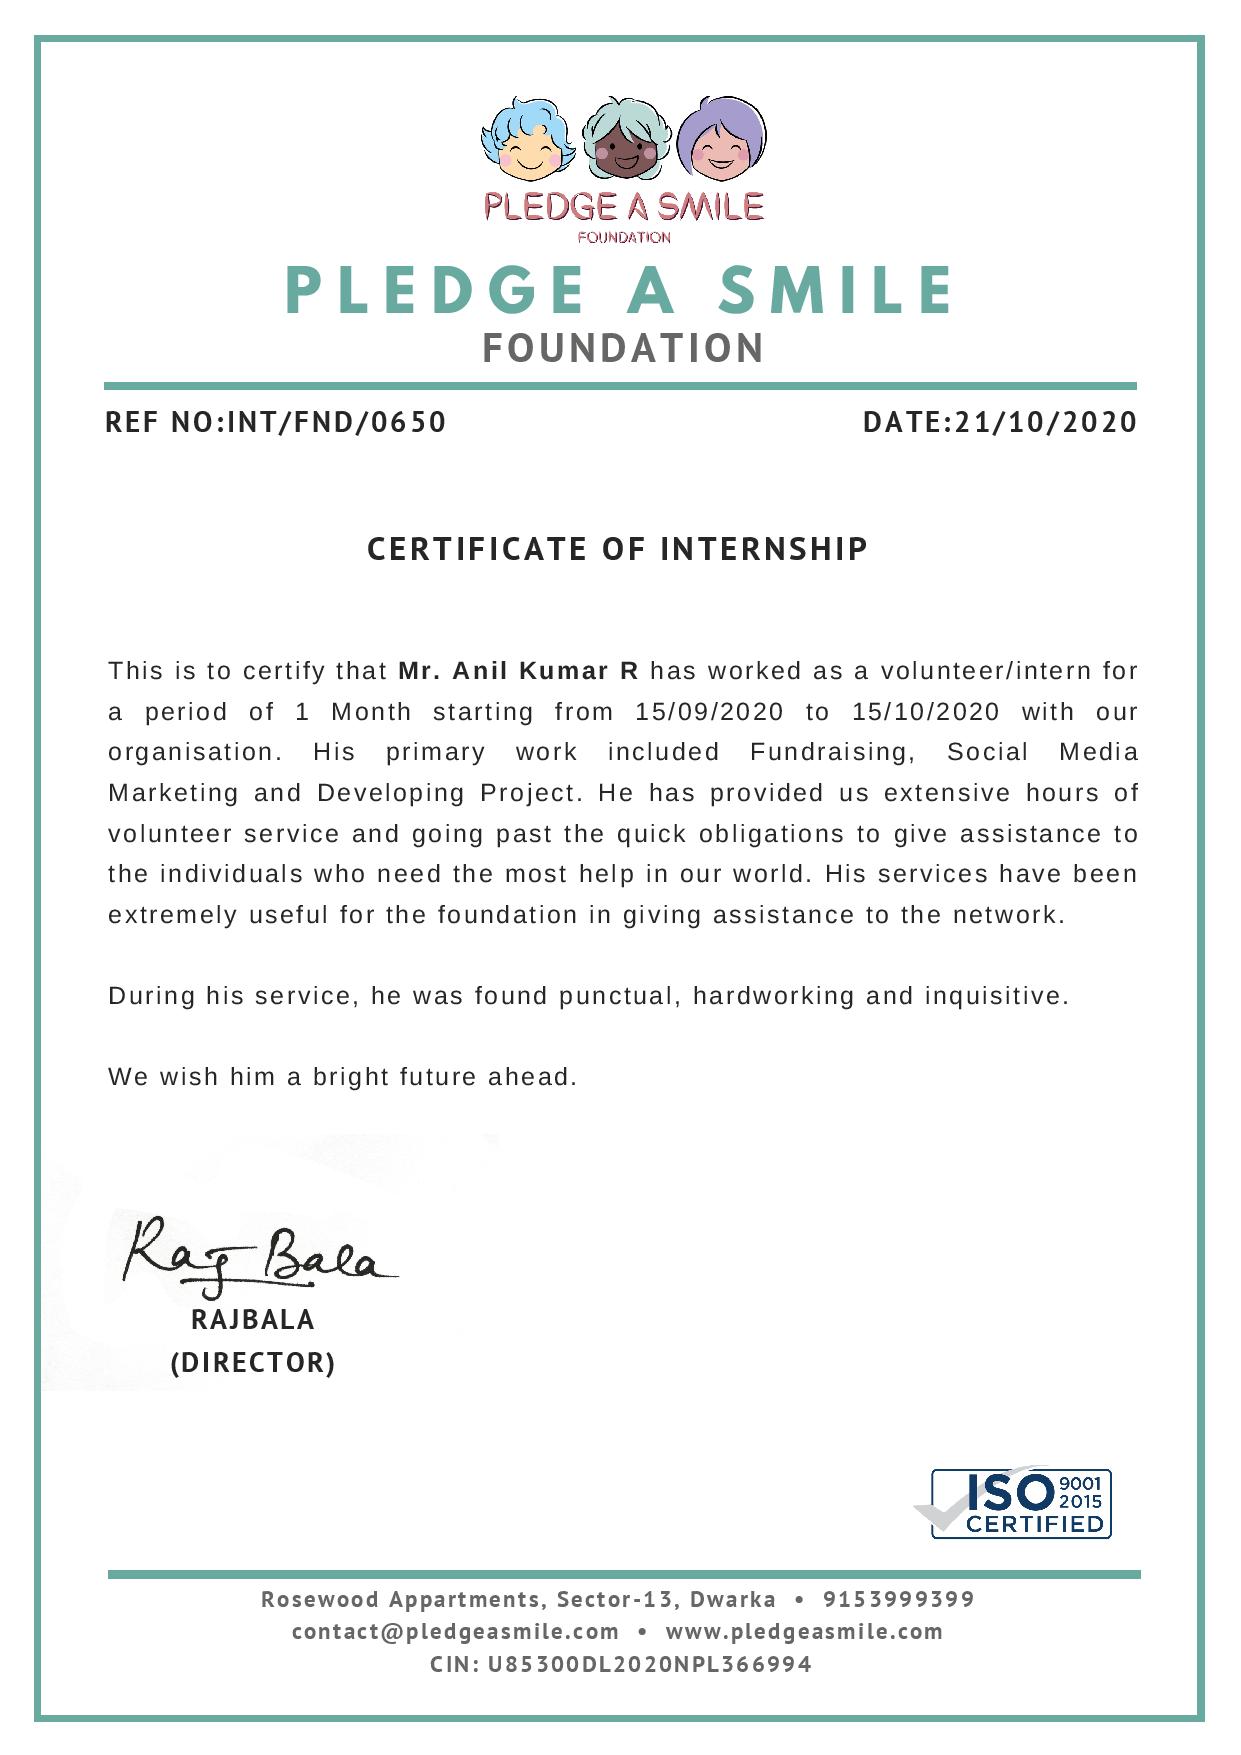 PLEDGE A SMILE
FOUNDATION
PLEDGE A SMILE
FOUNDATION
REF NO:INT/FND/0650 DATE:21/10/2020
CERTIFICATE OF INTERNSHIP
This is to certify that Mr. Anil Kumar R has worked as a volunteer/intern for
a period of 1 Month starting from 15/09/2020 to 15/10/2020 with our
organisation. His primary work included Fundraising, Social Media
Marketing and Developing Project. He has provided us extensive hours of
volunteer service and going past the quick obligations to give assistance to
the individuals who need the most help in our world. His services have been
extremely useful for the foundation in giving assistance to the network.
During his service, he was found punctual, hardworking and inquisitive.
We wish him a bright future ahead.
Raj Bala
RAJBALA
(DIRECTOR)
ISO 9001
2015
CERTIFIED
Rosewood Appartments, Sector-13, Dwarka • 9153999399
contact@pledgeasmile.com • www.pledgeasmile.com
CIN: U85300DL2020NPL366994